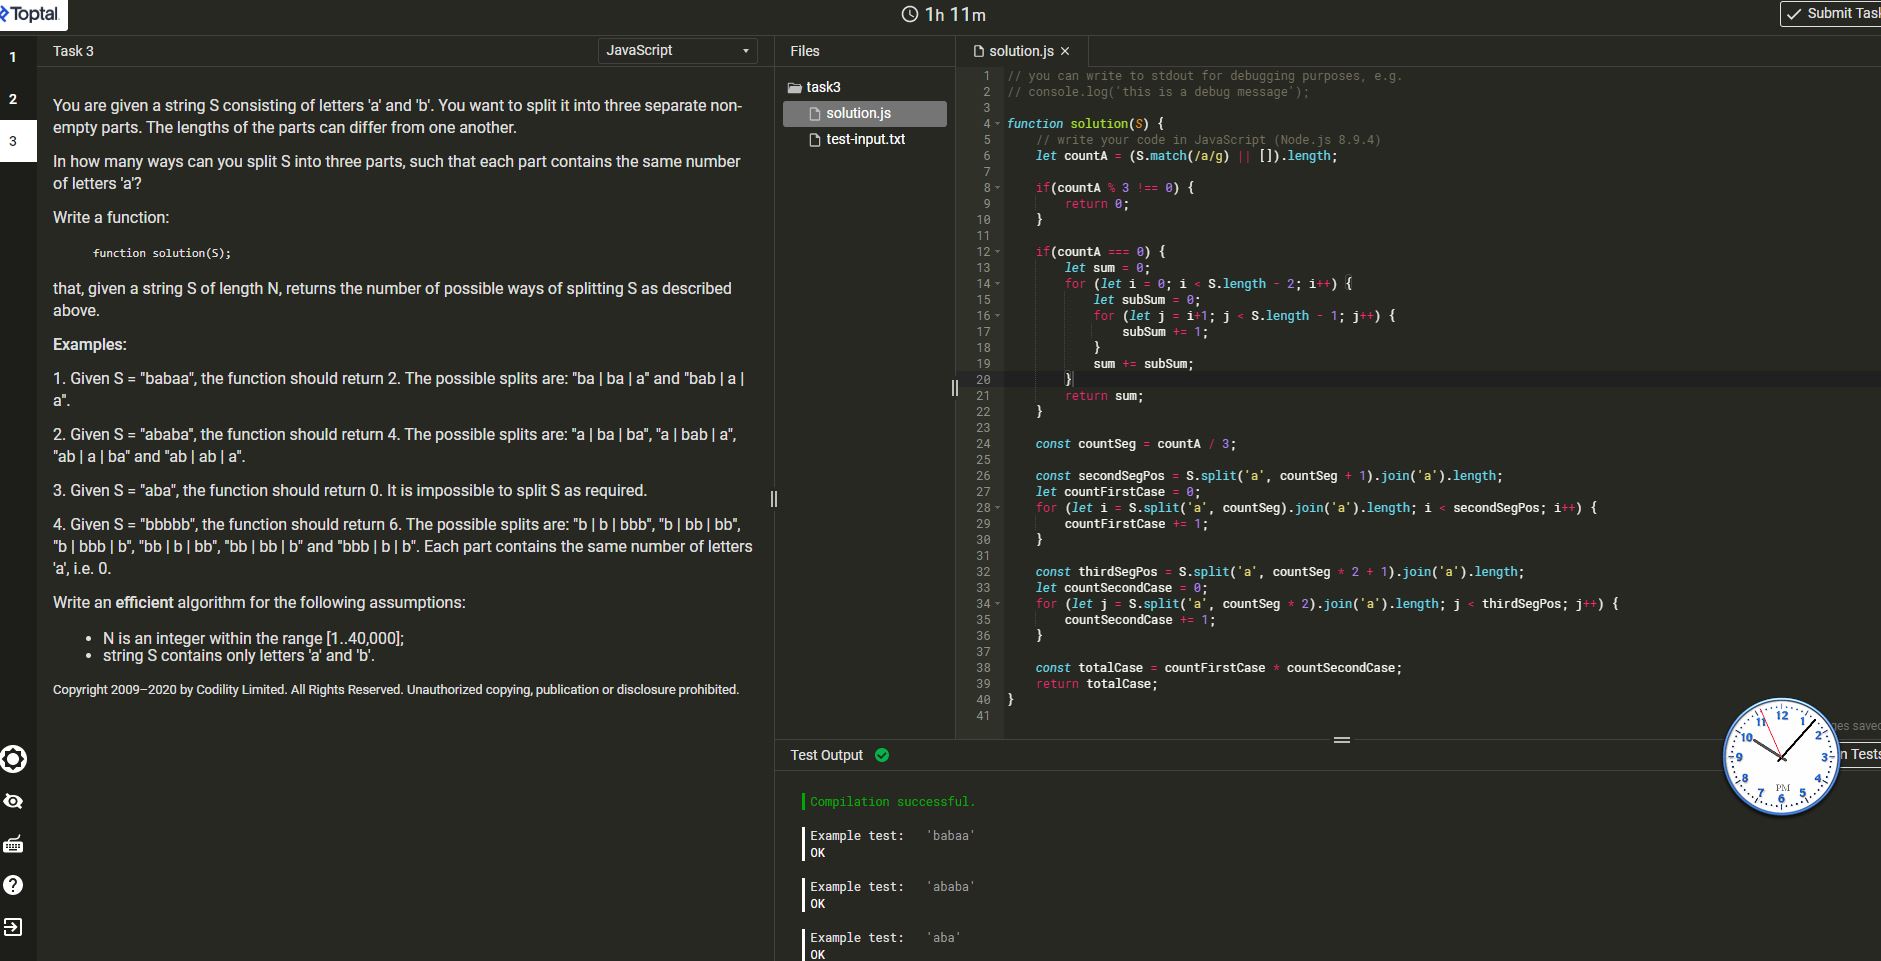 Toptal
1h 11m
Submit Task
1
2
3
Task 3
JavaScript
You are given a string S consisting of letters 'a' and 'b'. You want to split it into three separate non-
empty parts. The lengths of the parts can differ from one another.
In how many ways can you split S into three parts, such that each part contains the same number
of letters 'a'?
Write a function:
function solution(S);
that, given a string S of length N, returns the number of possible ways of splitting S as described
above.
Examples:
1. Given S = "babaa", the function should return 2. The possible splits are: "ba | ba | a" and "bab | a |
a".
2. Given S = "ababa", the function should return 4. The possible splits are: "a | ba | ba", "a | bab | a",
"ab | a | ba" and "ab | ab | a".
3. Given S = "aba", the function should return 0. It is impossible to split S as required.
4. Given S = "bbbbb", the function should return 6. The possible splits are: "b | b | bbb", "b | bb | bb",
"b | bbb | b", "bb | b | bb", "bb | bb | b" and "bbb | b | b". Each part contains the same number of letters
'a', i.e. 0.
Write an efficient algorithm for the following assumptions:
• N is an integer within the range [1..40,000];
• string S contains only letters 'a' and 'b'.
Copyright 2009–2020 by Codility Limited. All Rights Reserved. Unauthorized copying, publication or disclosure prohibited.
Files
task3
solution.js
test-input.txt
solution.js ×
1 // you can write to stdout for debugging purposes, e.g.
2 // console.log('this is a debug message');
3
4 function solution(S) {
5 // write your code in JavaScript (Node.js 8.9.4)
6 let countA = (S.match(/a/g) || []).length;
7
8 if(countA % 3 !== 0) {
9 return 0;
10 }
11
12 if(countA === 0) {
13 let sum = 0;
14 for (let i = 0; i < S.length - 2; i++) {
15 let subSum = 0;
16 for (let j = i+1; j < S.length - 1; j++) {
17 subSum += 1;
18 }
19 sum += subSum;
20 }
21 return sum;
22 }
23
24 const countSeg = countA / 3;
25
26 const secondSegPos = S.split('a', countSeg + 1).join('a').length;
27 let countFirstCase = 0;
28 for (let i = S.split('a', countSeg).join('a').length; i < secondSegPos; i++) {
29 countFirstCase += 1;
30 }
31
32 const thirdSegPos = S.split('a', countSeg * 2 + 1).join('a').length;
33 let countSecondCase = 0;
34 for (let j = S.split('a', countSeg * 2).join('a').length; j < thirdSegPos; j++) {
35 countSecondCase += 1;
36 }
37
38 const totalCase = countFirstCase * countSecondCase;
39 return totalCase;
40 }
41
ges saved
n Tests
12 1 2 3 4 5 6 7 8 9 10 11
PM
Test Output
Compilation successful.
Example test: 'babaa'
OK
Example test: 'ababa'
OK
Example test: 'aba'
OK